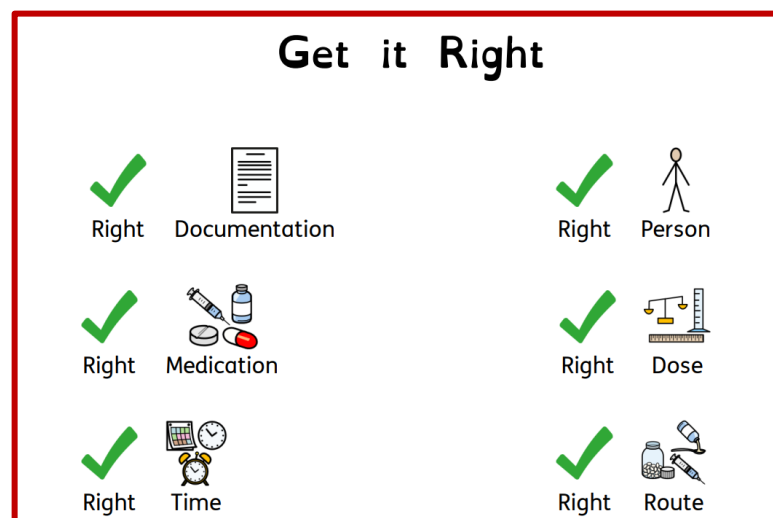 Get it Right
Right Documentation
Right Person
Right Medication
Right Dose
Right Time
Right Route